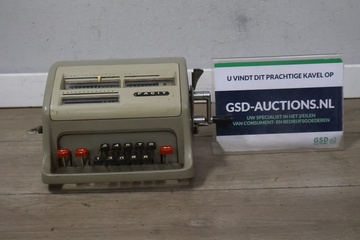 FACIT
U VINDT DIT PRACHTIGE KAVEL OP
GSD-AUCTIONS.NL
UW SPECIALIST IN HET VEILEN
VAN CONSUMENT- EN BEDRIJFSGOEDEREN
GSD